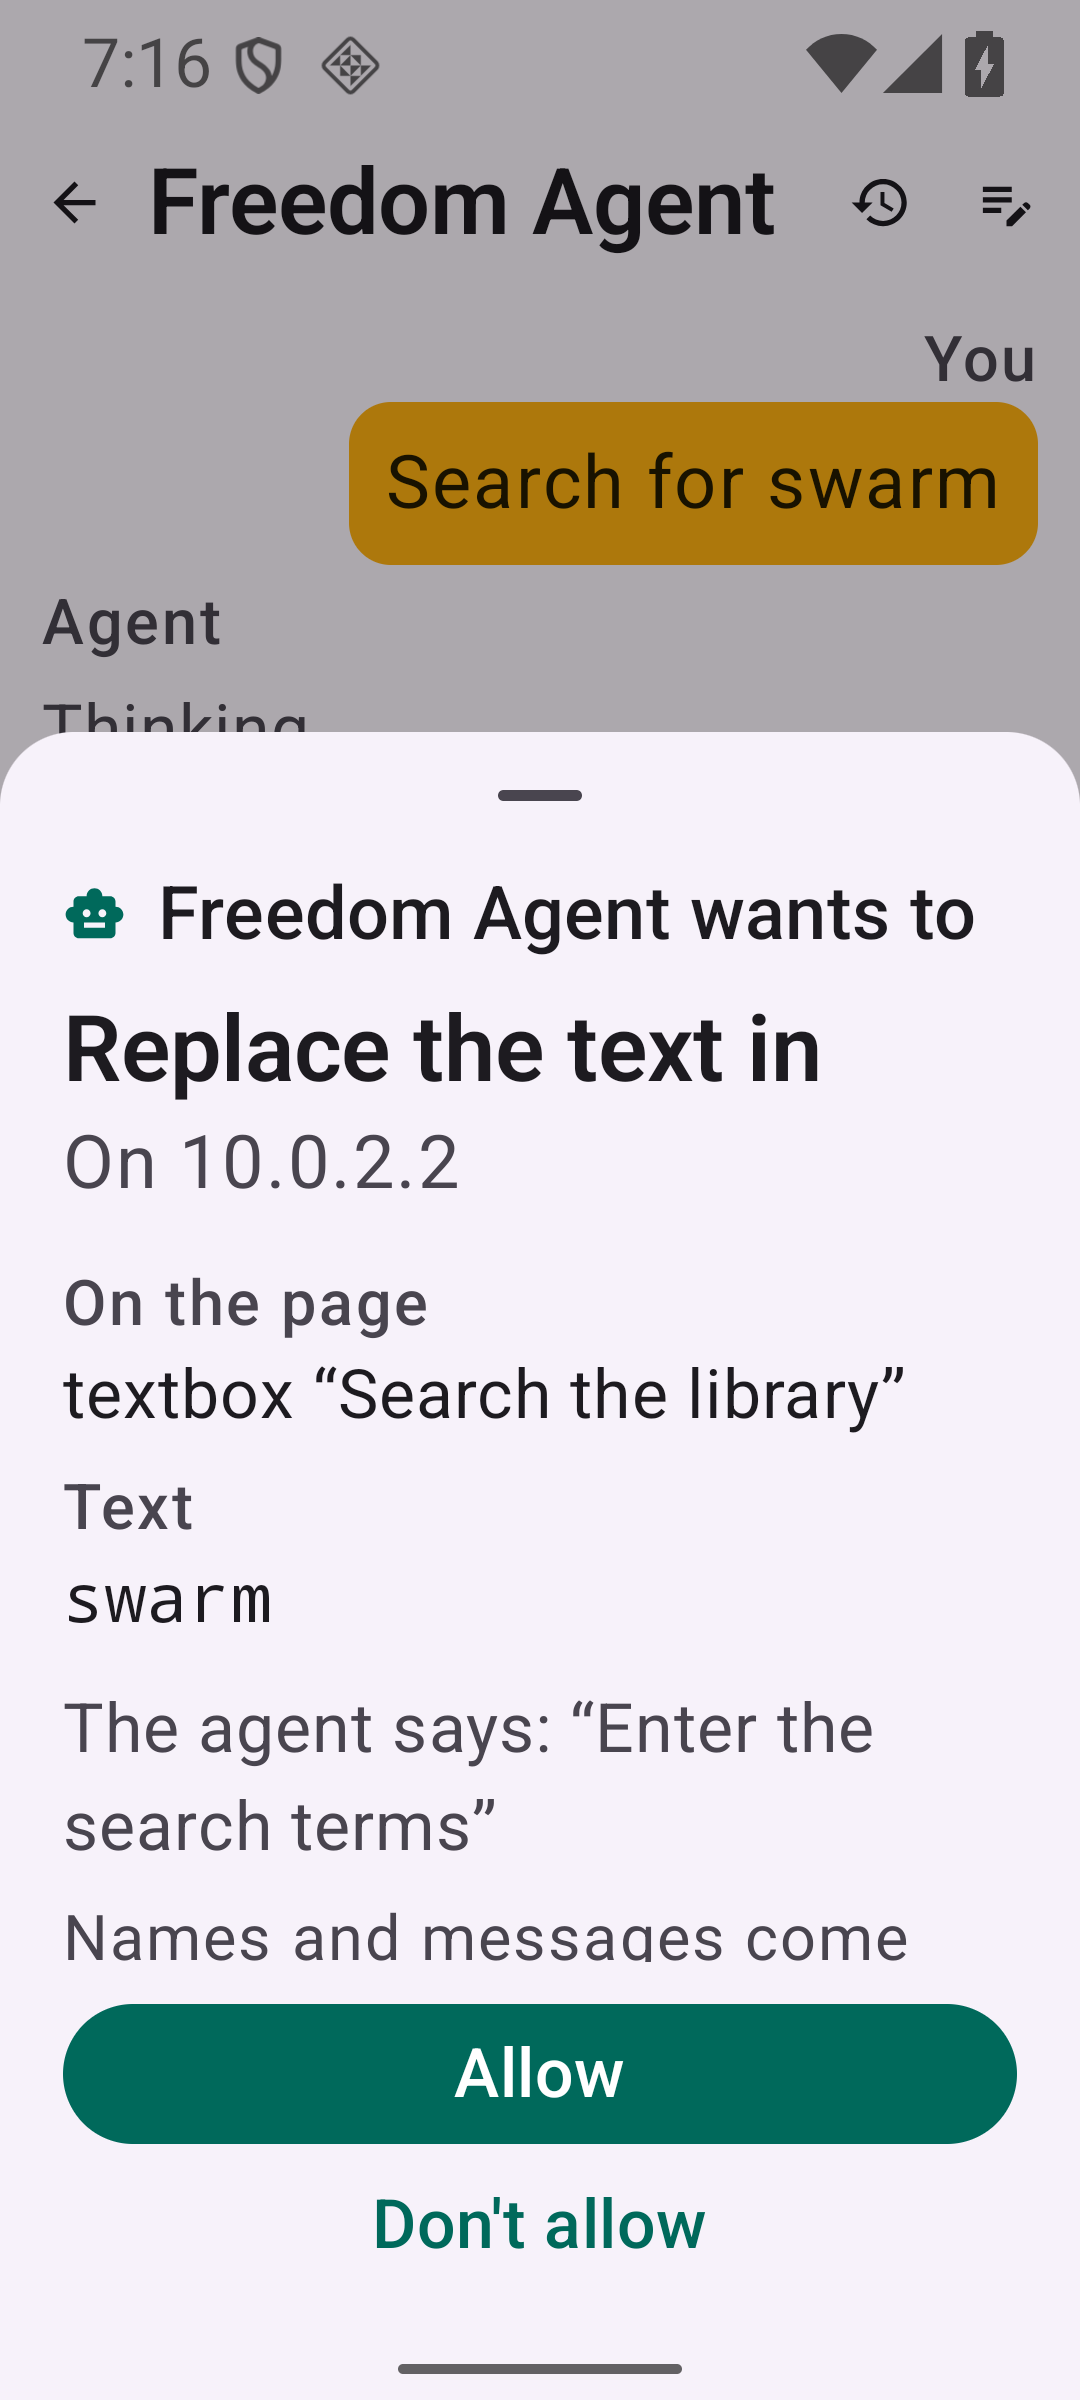 7:16
Freedom Agent
You
Search for swarm
Agent
Thinking
Freedom Agent wants to
Replace the text in
On 10.0.2.2
On the page
textbox “Search the library”
Text
swarm
The agent says: “Enter the
search terms”
Names and messages come
Allow
Don't allow